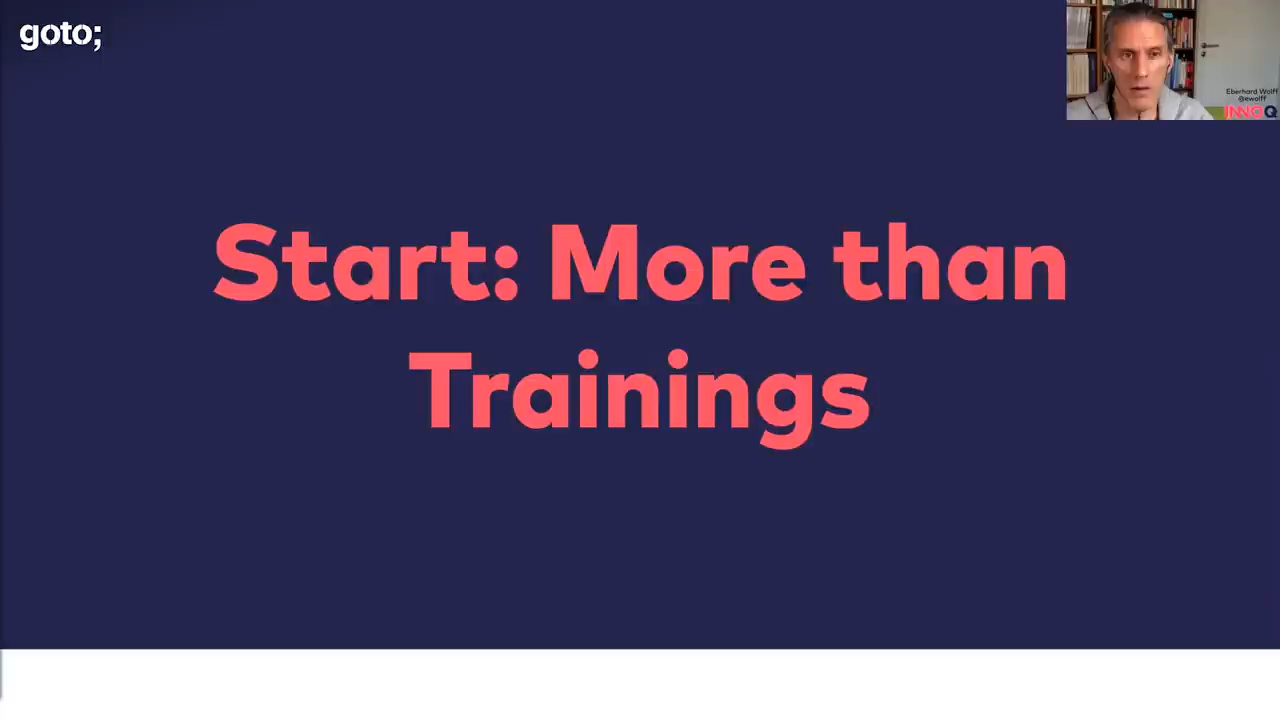 goto;
Eberhard Wolff
@ewolff
INNOQ
Start: More than
Trainings